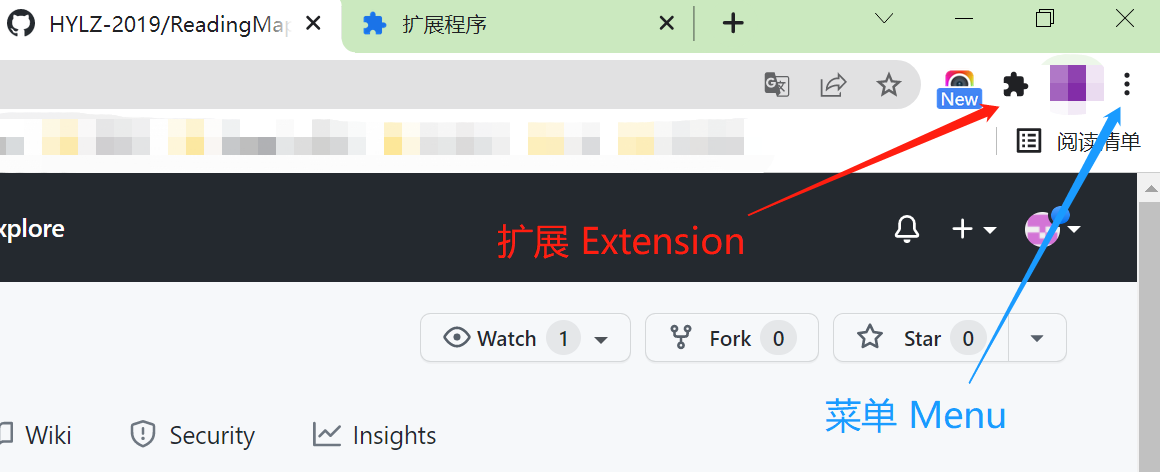 HYLZ-2019/ReadingMap
扩展程序
New
阅读清单
xplore
扩展 Extension
Watch 1
Fork 0
Star 0
菜单 Menu
Wiki
Security
Insights